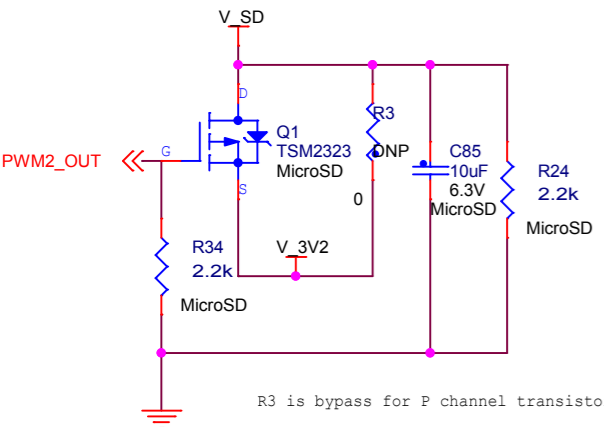 V_SD
D
R3
Q1
PWM2_OUT
G
TSM2323
DNP
C85
MicroSD
10uF
R24
6.3V
2.2k
S
0
MicroSD
MicroSD
R34
V_3V2
2.2k
MicroSD
R3 is bypass for P channel transisto